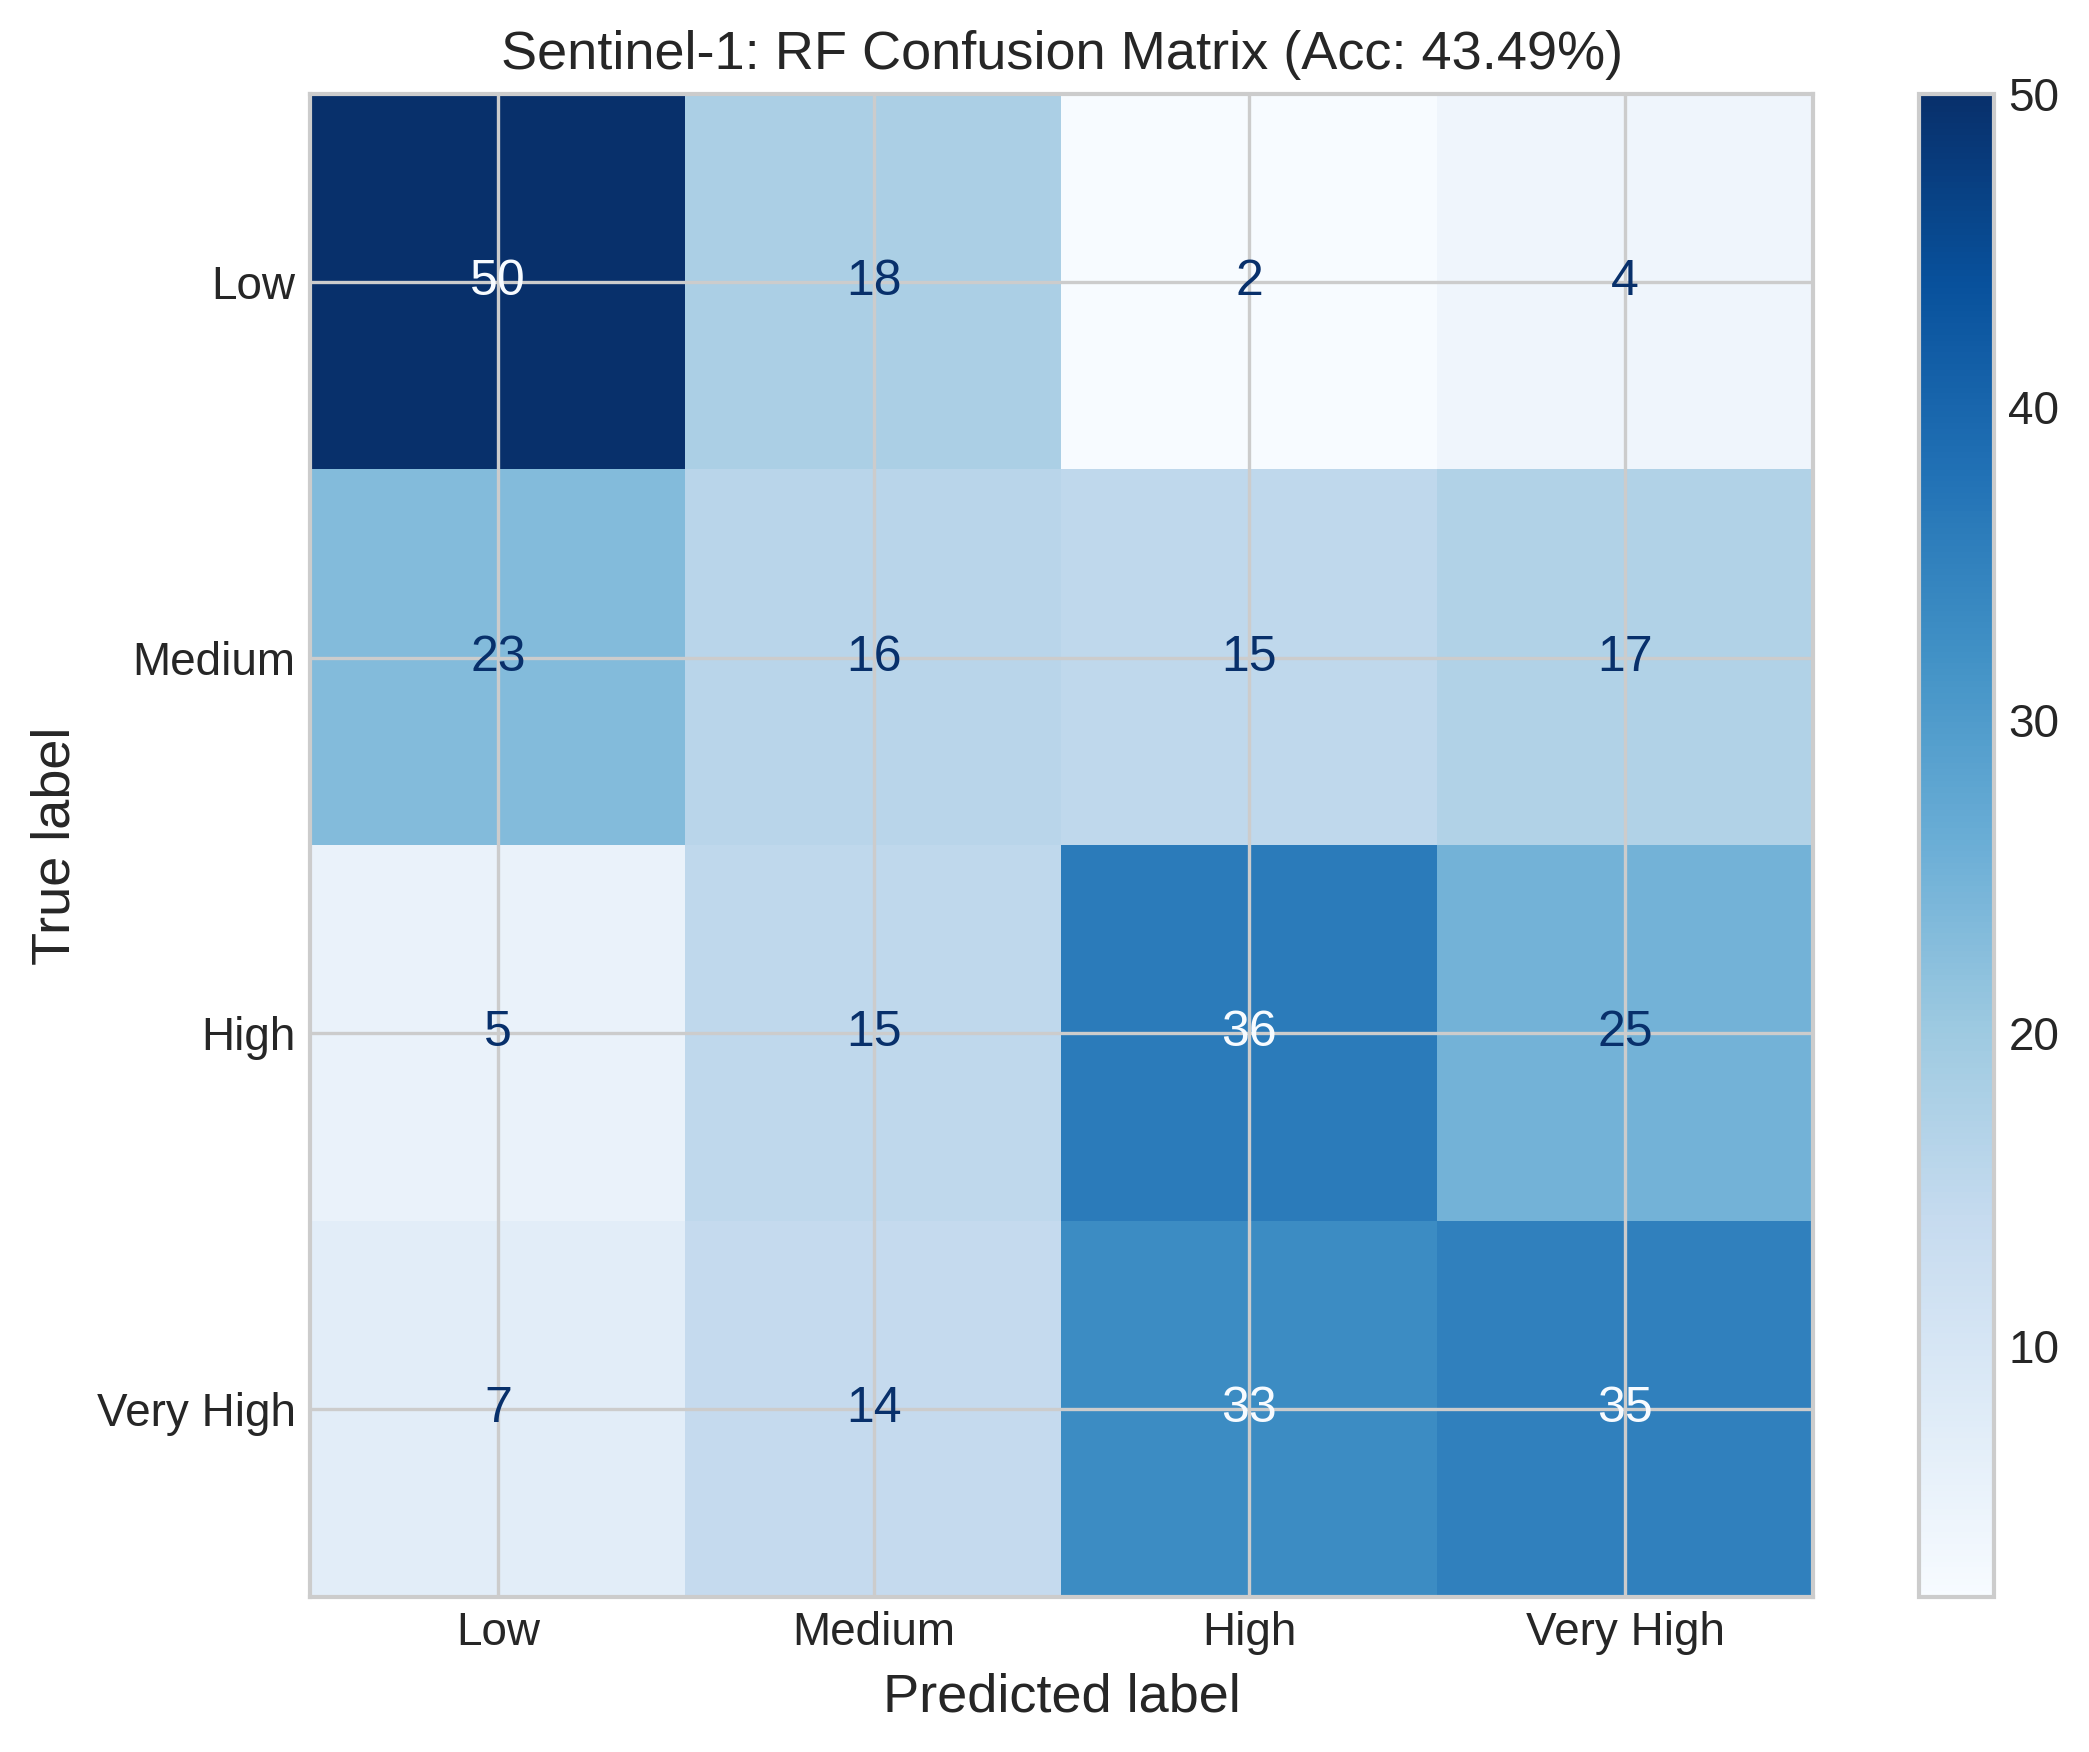 Sentinel-1: RF Confusion Matrix (Acc: 43.49%)
True label
Low 50 18 2 4
Medium 23 16 15 17
High 5 15 36 25
Very High 7 14 33 35
Low Medium High Very High
Predicted label
50
40
30
20
10